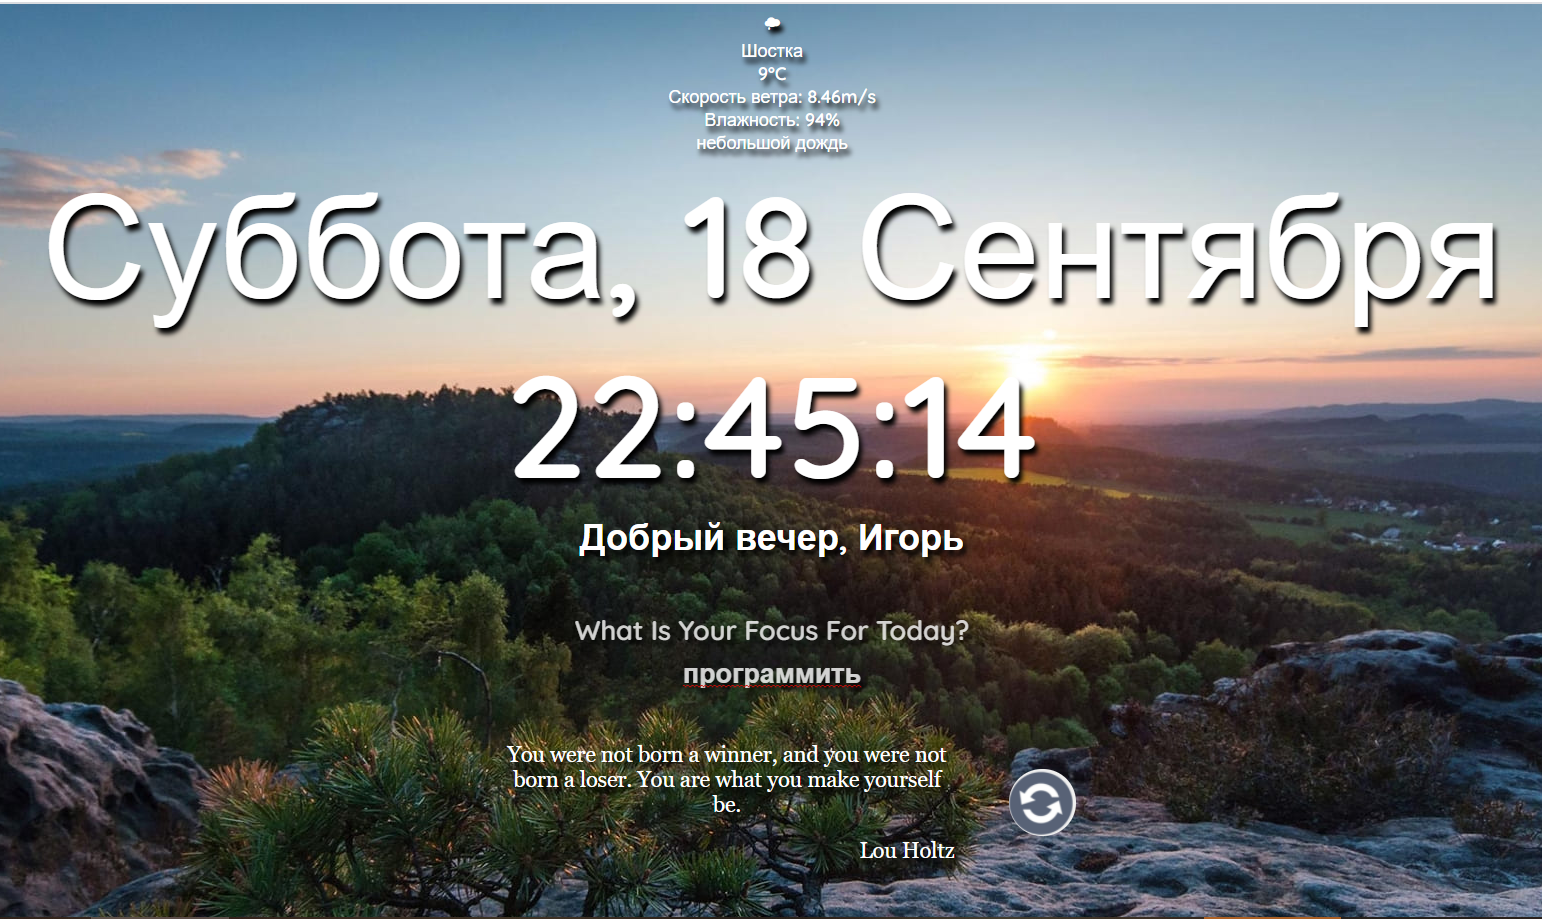 Шостка
9°C
Скорость ветра: 8.46m/s
Влажность: 94%
небольшой дождь
Суббота, 18 Сентября
22:45:14
Добрый вечер, Игорь
What Is Your Focus For Today?
программить
You were not born a winner, and you were not
born a loser. You are what you make yourself
be.
Lou Holtz